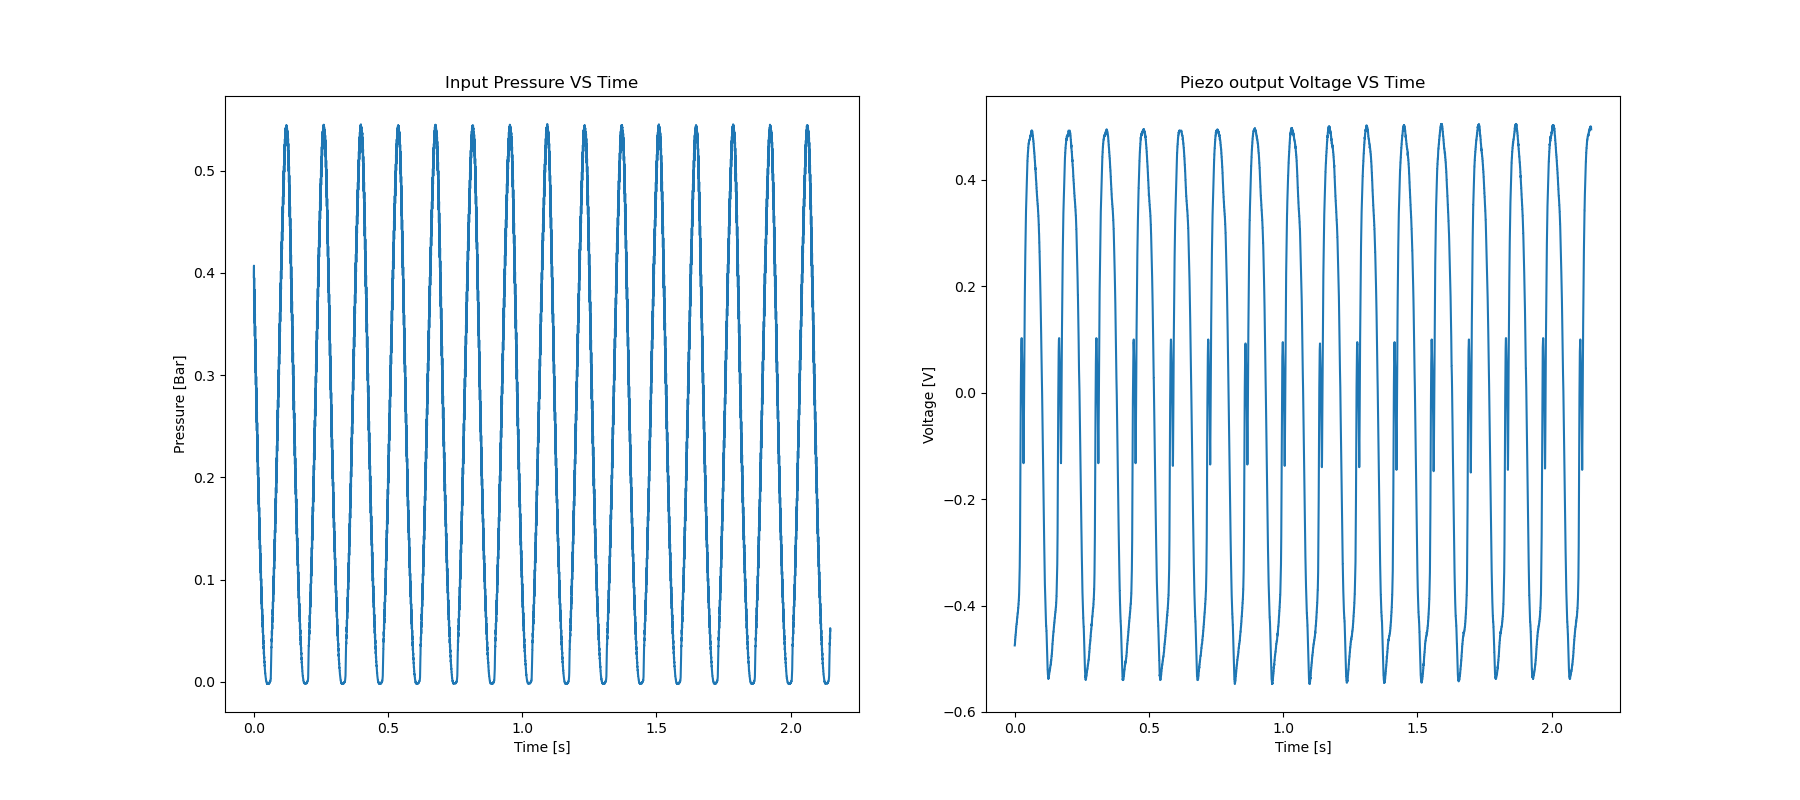 Input Pressure VS Time
Pressure [Bar]
0.5
0.4
0.3
0.2
0.1
0.0
0.0 0.5 1.0 1.5 2.0
Time [s]
Piezo output Voltage VS Time
Voltage [V]
0.4
0.2
0.0
−0.2
−0.4
−0.6
0.0 0.5 1.0 1.5 2.0
Time [s]